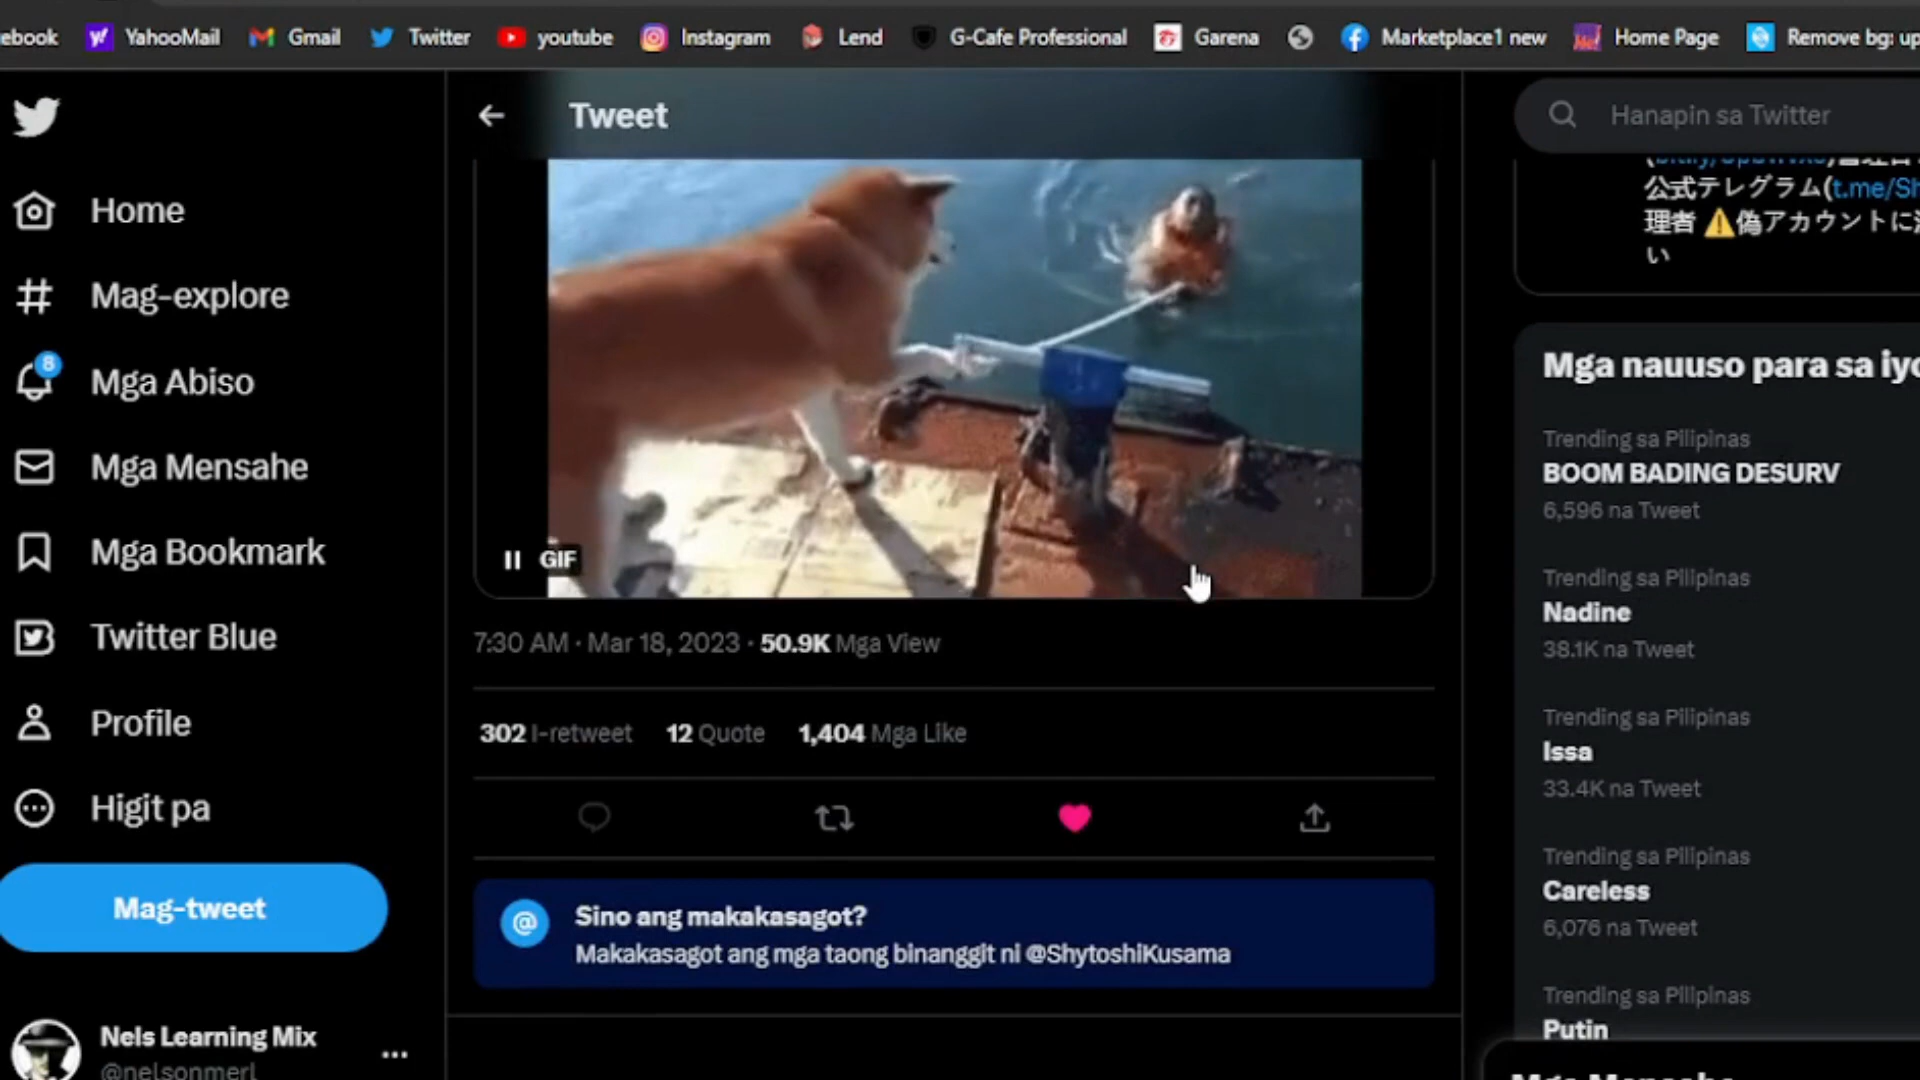 ebook YahooMail Gmail Twitter youtube Instagram Lend G-Cafe Professional Garena Marketplace1 new Home Page Remove bg: up
Tweet
Hanapin sa Twitter
公式テレグラム(t.me/Sh
理者 ⚠️偽アカウントに
い
Home
Mag-explore
8
Mga Abiso
Mga Mensahe
Mga Bookmark
Twitter Blue
Profile
Higit pa
Mag-tweet
Nels Learning Mix
@nelsonmerl
GIF
7:30 AM · Mar 18, 2023 · 50.9K Mga View
302 I-retweet 12 Quote 1,404 Mga Like
@
Sino ang makakasagot?
Makakasagot ang mga taong binanggit ni @ShytoshiKusama
Mga nauuso para sa iyo
Trending sa Pilipinas
BOOM BADING DESURV
6,596 na Tweet
Trending sa Pilipinas
Nadine
38.1K na Tweet
Trending sa Pilipinas
Issa
33.4K na Tweet
Trending sa Pilipinas
Careless
6,076 na Tweet
Trending sa Pilipinas
Putin
Mga Mensahe